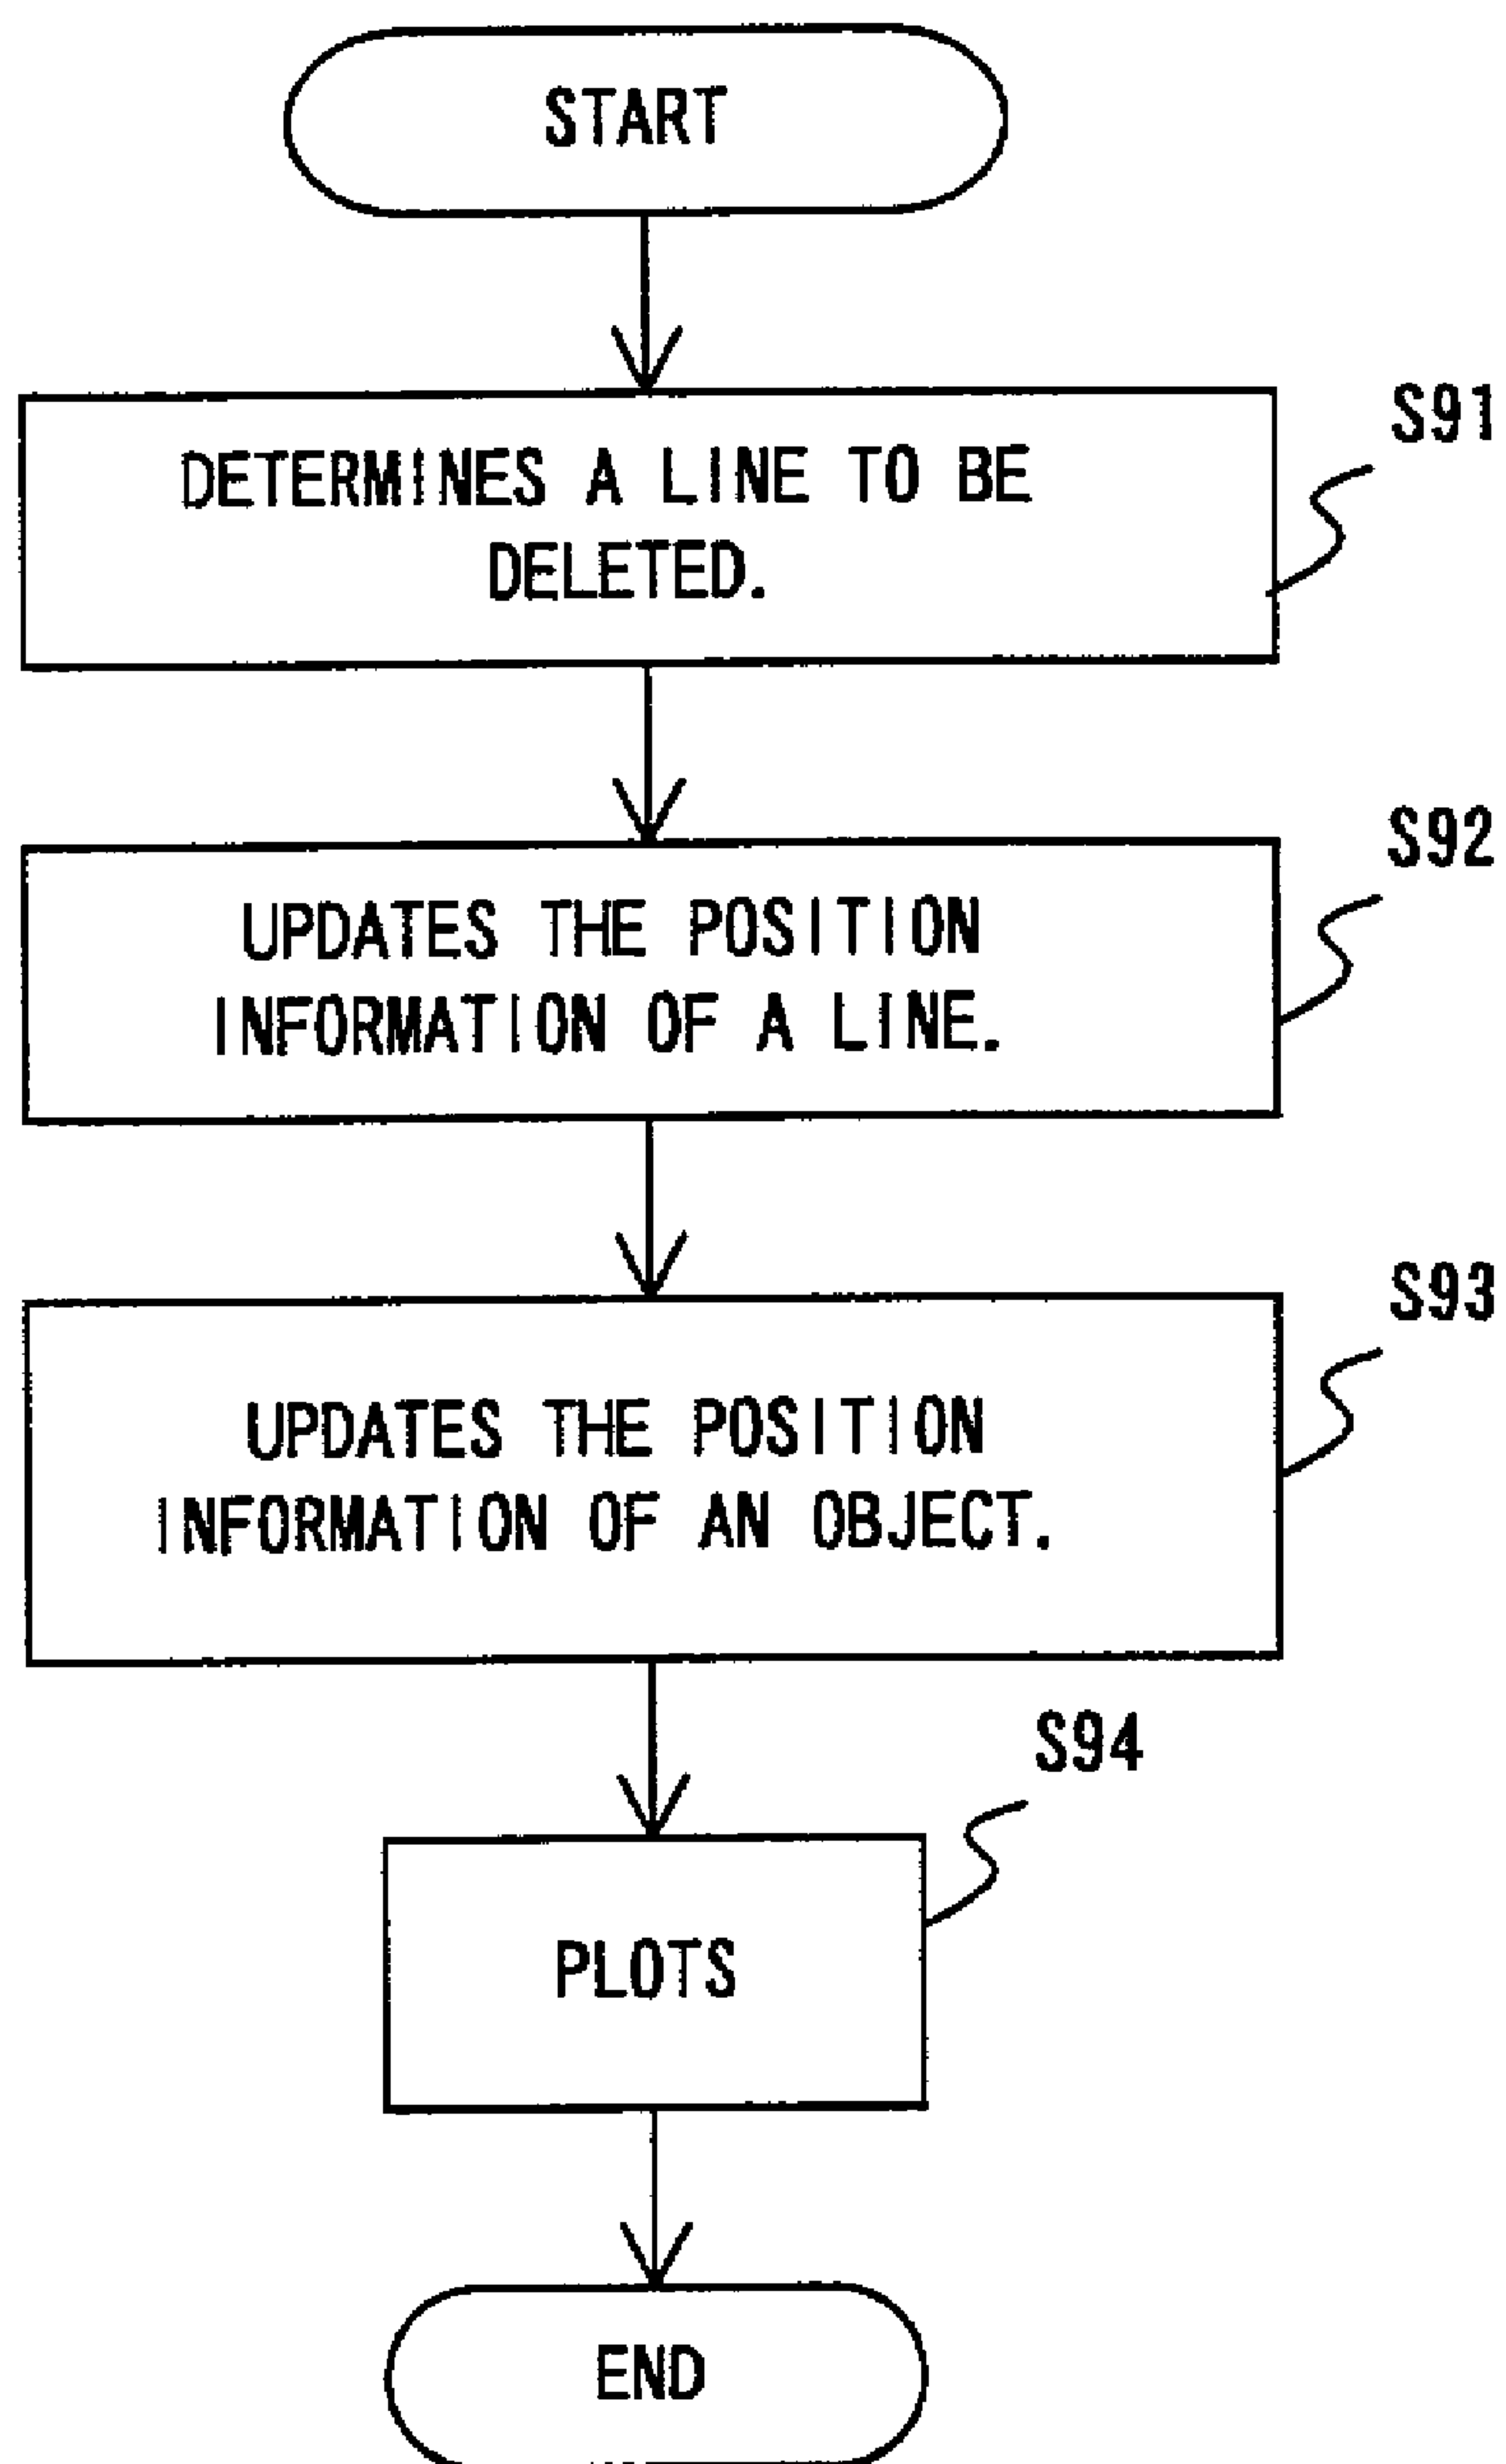 START
S91
DETERMINES A LINE TO BE
DELETED.
S92
UPDATES THE POSITION
INFORMATION OF A LINE.
S93
UPDATES THE POSITION
INFORMATION OF AN OBJECT.
S94
PLOTS
END